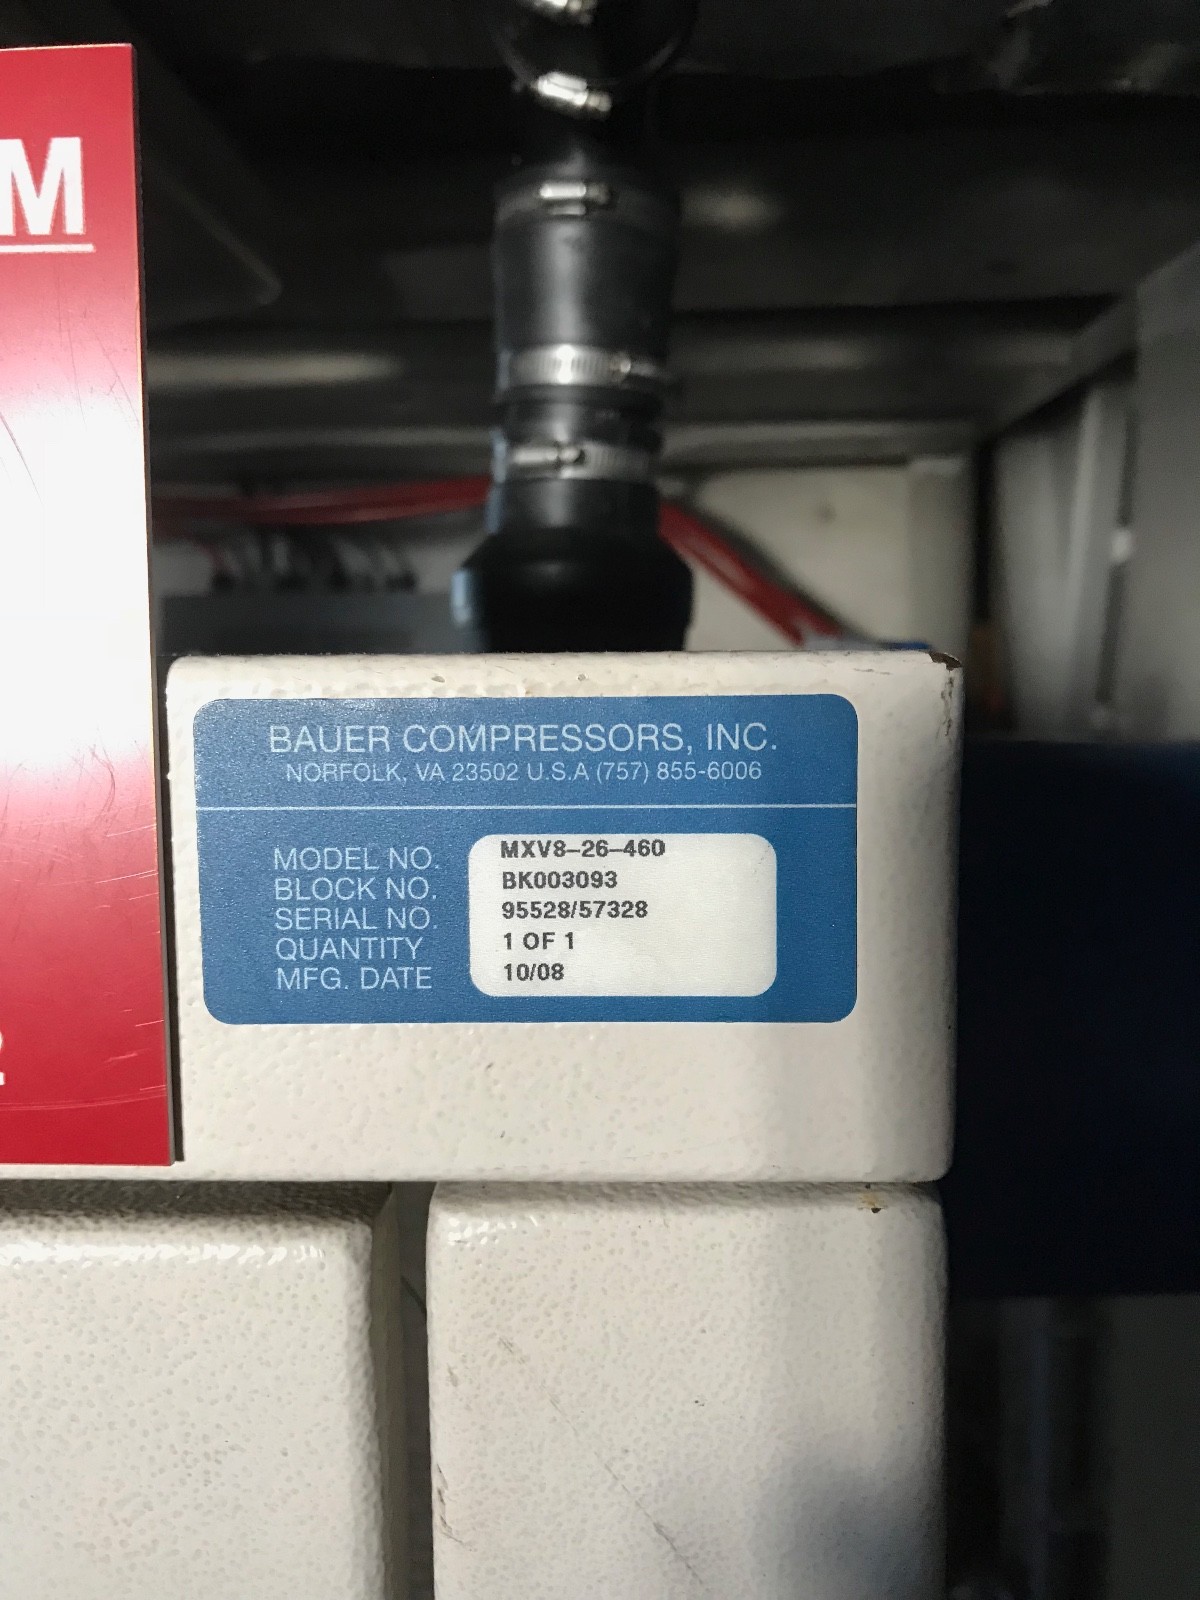 M
BAUER COMPRESSORS, INC.
NORFOLK, VA 23502 U.S.A (757) 855-6006
MODEL NO. MXV8-26-460
BLOCK NO. BK003093
SERIAL NO. 95528/57328
QUANTITY 1 OF 1
MFG. DATE 10/08